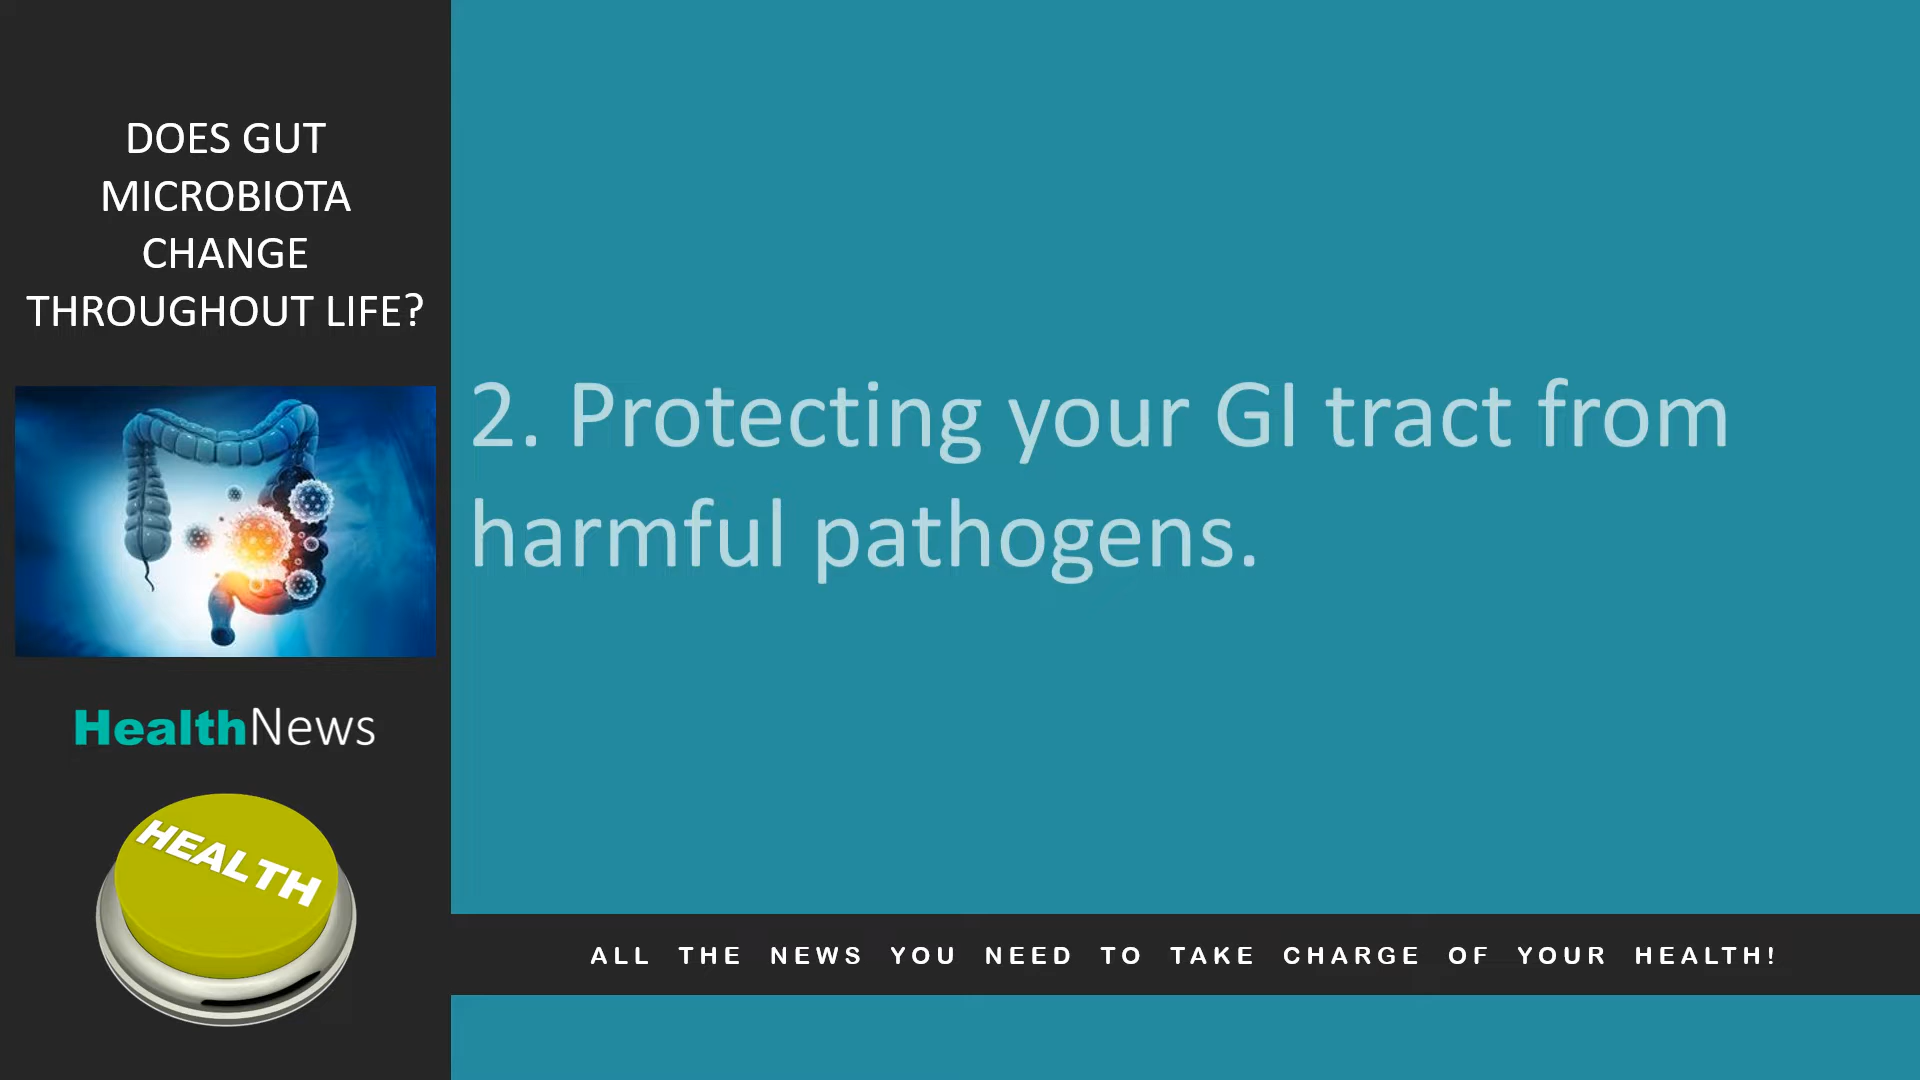 DOES GUT
MICROBIOTA
CHANGE
THROUGHOUT LIFE?
HealthNews
HEALTH
2. Protecting your GI tract from
harmful pathogens.
ALL THE NEWS YOU NEED TO TAKE CHARGE OF YOUR HEALTH!